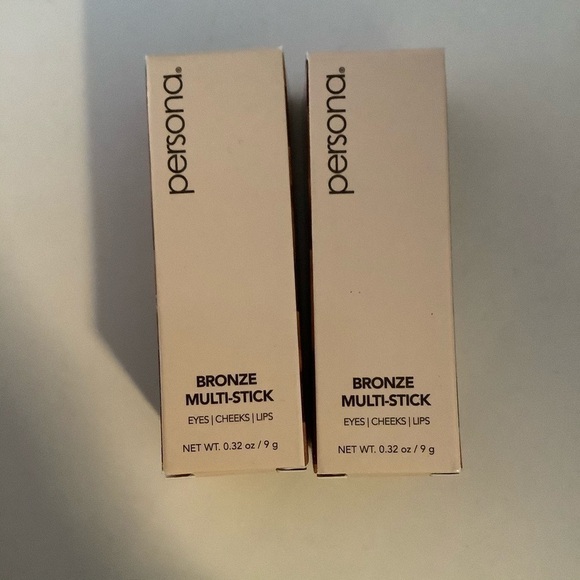 persona®
BRONZE
MULTI-STICK
EYES | CHEEKS | LIPS
NET WT. 0.32 oz / 9 g
persona®
BRONZE
MULTI-STICK
EYES | CHEEKS | LIPS
NET WT. 0.32 oz / 9 g